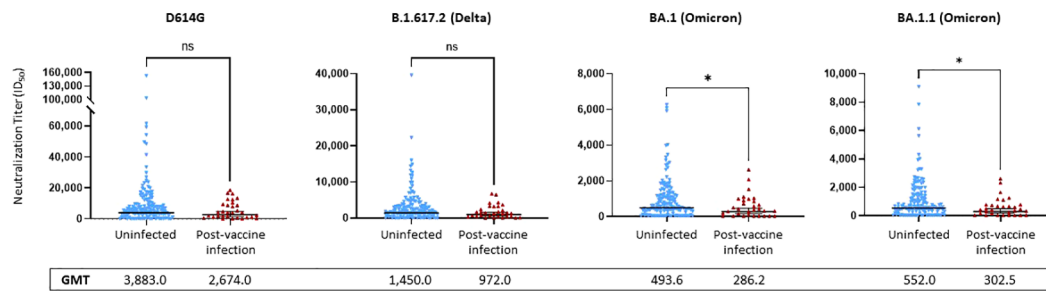 D614G
B.1.617.2 (Delta)
BA.1 (Omicron)
BA.1.1 (Omicron)
Neutralization Titer (ID50)
ns
160,000
130,000
100,000
60,000
40,000
20,000
0
Uninfected
Post-vaccine
infection
ns
40,000
30,000
20,000
10,000
0
Uninfected
Post-vaccine
infection
*
8,000
6,000
4,000
2,000
0
Uninfected
Post-vaccine
infection
*
10,000
8,000
6,000
4,000
2,000
0
Uninfected
Post-vaccine
infection
GMT 3,883.0 2,674.0 1,450.0 972.0 493.6 286.2 552.0 302.5